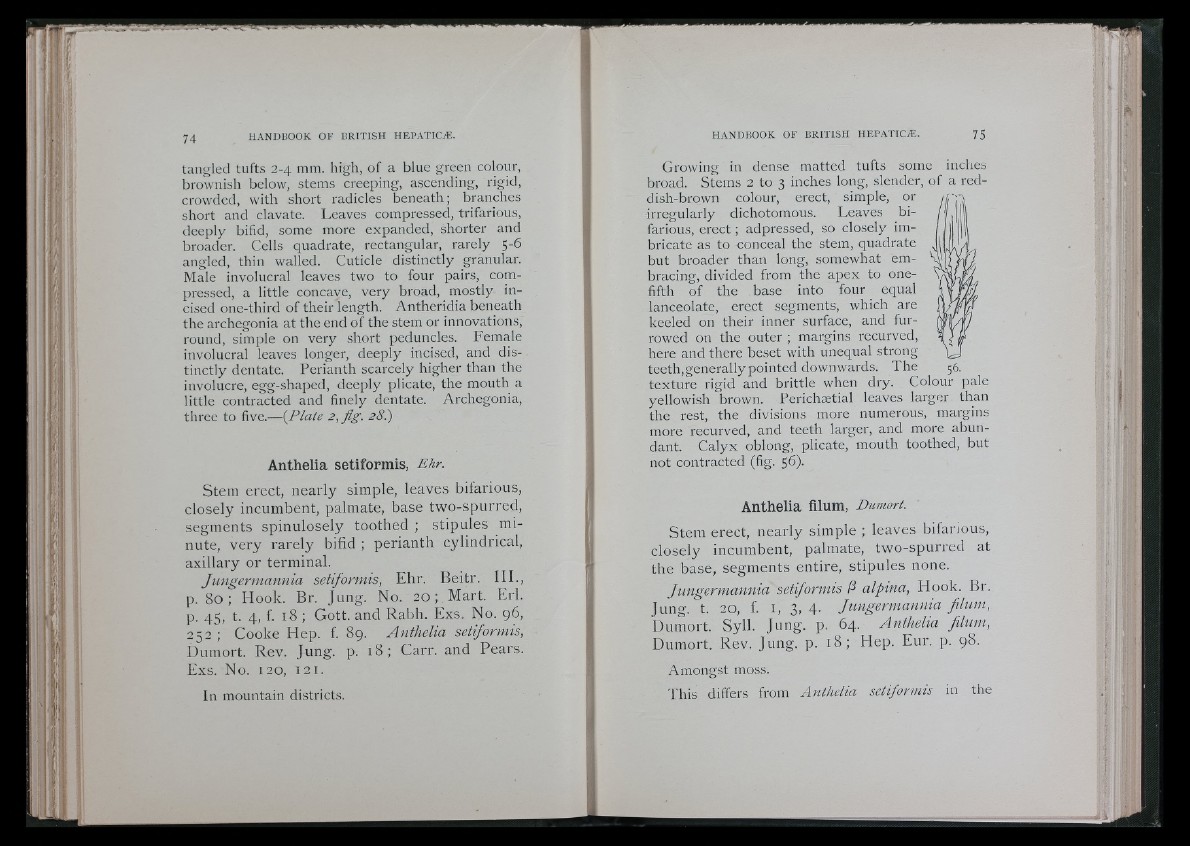 74 HANDBOOK OF BRITISH HEPATICÆ.
tangled tufts 2-4 mm. high, of a blue green colour,
brownish below, stems creeping, ascending, rigid,
crowded, with short radicles beneath; branches
short and clavate. Leaves compressed, trifarious,
deeply bifid, some more expanded, shorter and
broader. Cells quadrate, rectangular, rarely 5-6
angled, thin walled. Cuticle distinctly granular.
Male involucral leaves two to four pairs, com-
pressed, a little concave, very broad, mostly in-
cised one-third of their length. Antheridia beneath
the archegonia at the end of the stem or innovations,
round, simple on very short peduncles. Female
involucral leaves longer, deeply incised, and dis-
tinctly dentate. Perianth scarcely higher than the
involucre, egg-shaped, deeply plicate, the mouth a
little contracted and finely dentate. Archegonia,
three to five.—(Plate 2, fig. 28.)
Anthelia setiformis, Ehr.
Stem erect, nearly simple, leaves bifarious,
closely incumbent, palmate, base two-spurred,
segments spinulosely toothed ; stipules mi-
nute, very rarely bifid ; perianth cylindrical,
axillary or terminal.
Jungermannia setiformis, Ehr. Beitr. III.,
p. 80 ; Hook. Br. Jung. No. 20 ; Mart. Erl.
p. 45, t. 4, f. 18 ; Gott. and Rabh. Exs. No. 96,
252 ; Cooke Hep. f. 89. Anthelia setiformis,
Dumort. Rev. Jung. p. 18 ; Carr. and Pears.
Exs. No. 120, 121.
In mountain districts.
HANDBOOK OF BRITISH HEPATICÆ. 75
Growing in dense matted tufts some inches
broad. Stems 2 to 3 inches long, slender, of a red-
dish-brown colour, erect, simple, or
irregularly dichotomous. Leaves bi-
farious, erect ; adpressed, so closely im-
bricate as to conceal the stem, quadrate
but broader than long, somewhat em-
bracing, divided from the apex to one-
fifth of the base into four equal
lanceolate, erect segments, which are
keeled on their inner surface, and fur-
rowed on the outer ; margins recurved,
here and there beset with unequal strong
teeth, generally pointed downwards. The
56.
texture rigid and brittle when dry. Colour pale
yellowish brown. Perichætial leaves larger than
the rest, the divisions more numerous, margins
more recurved, and teeth larger, and more abun-
dant. Calyx oblong, plicate, mouth toothed, but
not contracted (fig. 56).
Anthelia filum, Dumort.
Stem erect, nearly simple ; leaves bifarious,
closely incumbent, palmate, two-spurred at
the base, segments entire, stipules none.
Jungermannia setiformis β alpina, Hook. Br.
Jung. t. 20, f. 1, 3, 4. Jungermannia filum,
Dumort. Syll. Jung. p. 64. Anthelia filum,
Dumort. Rev. Jung. p. 18 ; Hep. Eur. p. 98.
Amongst moss.
This differs from Anthelia setiformis in the